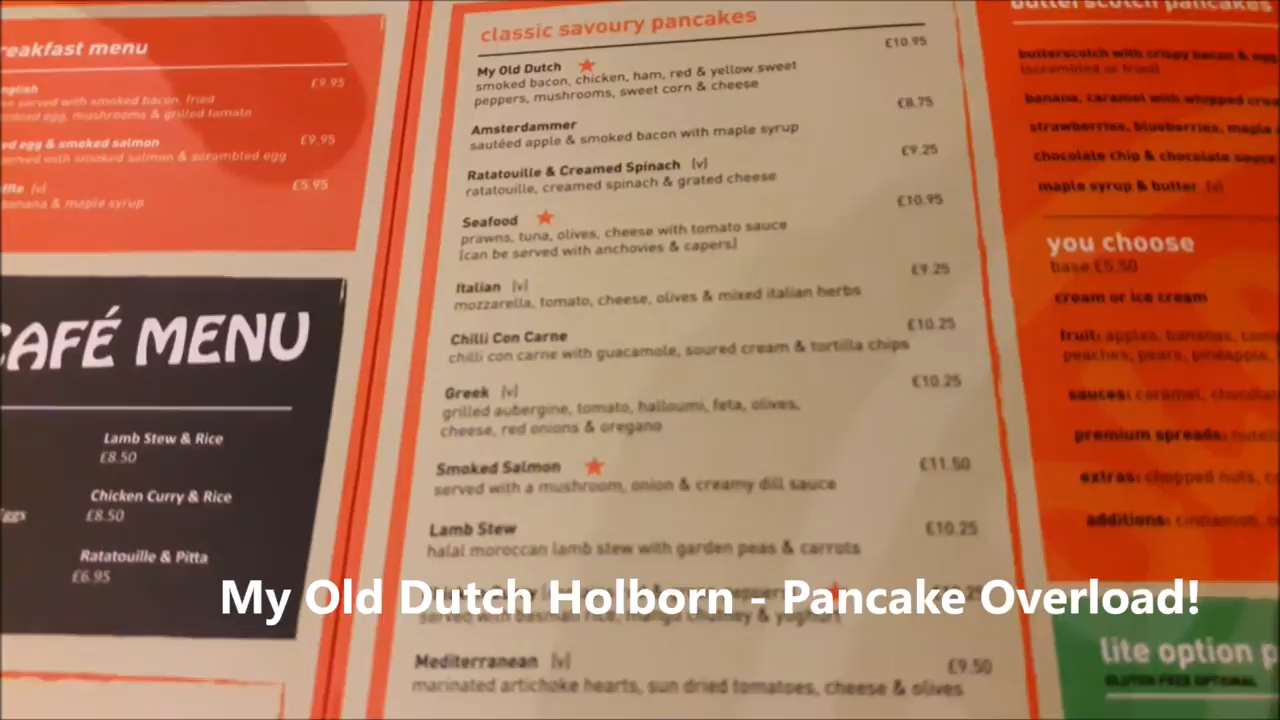 eakfast menu
nglish
£9.95
served with smoked bacon, fried
egg, mushrooms & grilled tomato
ed egg & smoked salmon
£9.95
served with smoked salmon & scrambled egg
ffle (v)
£5.95
banana & maple syrup
CAFÉ MENU
Lamb Stew & Rice
£8.50
Chicken Curry & Rice
£8.50
Eggs
Ratatouille & Pitta
£6.95
classic savoury pancakes
My Old Dutch
£10.95
smoked bacon, chicken, ham, red & yellow sweet
peppers, mushrooms, sweet corn & cheese
Amsterdammer
£8.75
sautéed apple & smoked bacon with maple syrup
Ratatouille & Creamed Spinach (v)
£9.25
ratatouille, creamed spinach & grated cheese
Seafood
£10.95
prawns, tuna, olives, cheese with tomato sauce
(can be served with anchovies & capers)
Italian (v)
£9.25
mozzarella, tomato, cheese, olives & mixed italian herbs
Chilli Con Carne
£10.25
chilli con carne with guacamole, soured cream & tortilla chips
Greek (v)
£10.25
grilled aubergine, tomato, halloumi, feta, olives,
cheese, red onions & oregano
Smoked Salmon
£11.50
served with a mushroom, onion & creamy dill sauce
Lamb Stew
£10.25
halal moroccan lamb stew with garden peas & carrots
served with basmati rice, mango chutney & yoghurt
Mediterranean (v)
£9.50
marinated artichoke hearts, sun dried tomatoes, cheese & olives
butterscotch pancakes
butterscotch with crispy bacon & egg
(scrambled or fried)
banana, caramel with whipped crea
strawberries, blueberries, maple
chocolate chip & chocolate sauce
maple syrup & butter (v)
you choose
base £5.50
cream or ice cream
fruit: apples, bananas,
peaches, pears, pineapple,
sauces: caramel, chocolat
premium spreads:
extras: chopped nuts,
additions: cinnamon,
lite option p
GLUTEN FREE OPTIONAL
My Old Dutch Holborn - Pancake Overload!